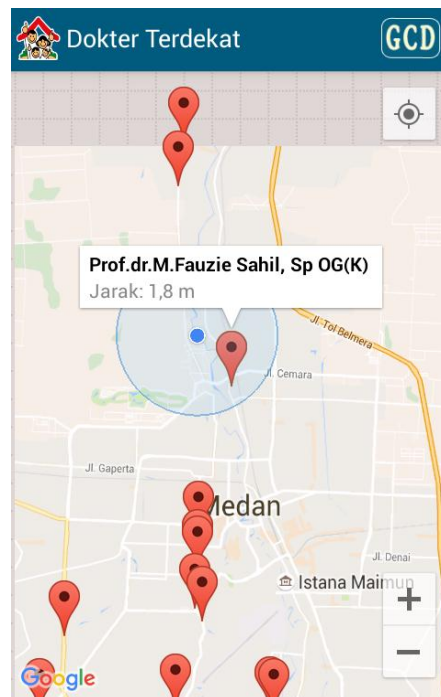 Dokter Terdekat
GCD
Prof.dr.M.Fauzie Sahil, Sp OG(K)
Jarak: 1,8 m
Jl. Tol Belmera
Jl. Cemara
Jl. Gaperta
Medan
Jl. Denai
Istana Maimun
Google